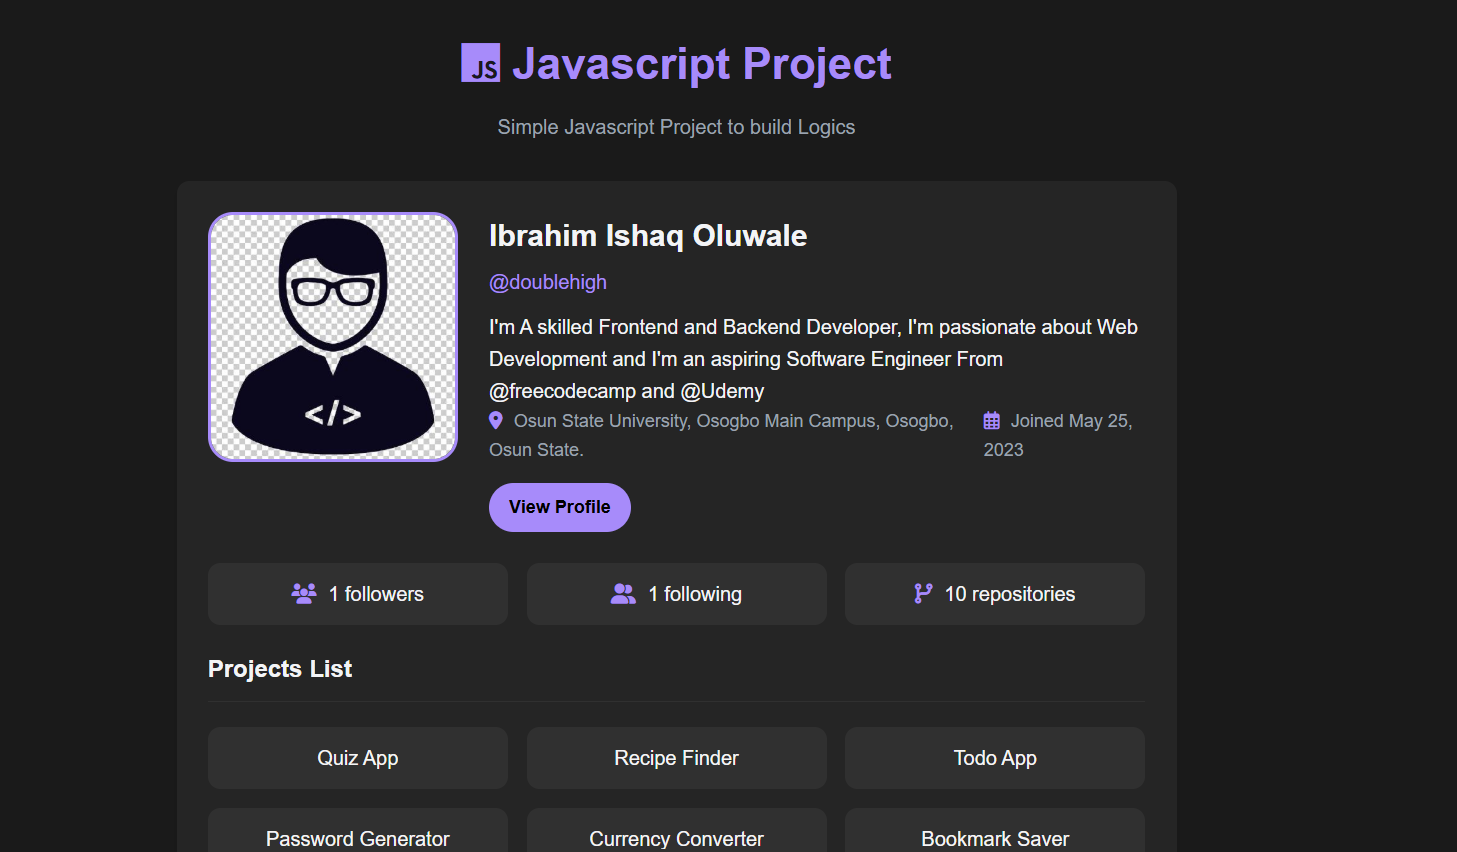 JS Javascript Project
Simple Javascript Project to build Logics
Ibrahim Ishaq Oluwale
@doublehigh
I'm A skilled Frontend and Backend Developer, I'm passionate about Web
Development and I'm an aspiring Software Engineer From
@freecodecamp and @Udemy
</>
Osun State University, Osogbo Main Campus, Osogbo,
Osun State.
Joined May 25,
2023
View Profile
1 followers
1 following
10 repositories
Projects List
Quiz App
Recipe Finder
Todo App
Password Generator
Currency Converter
Bookmark Saver